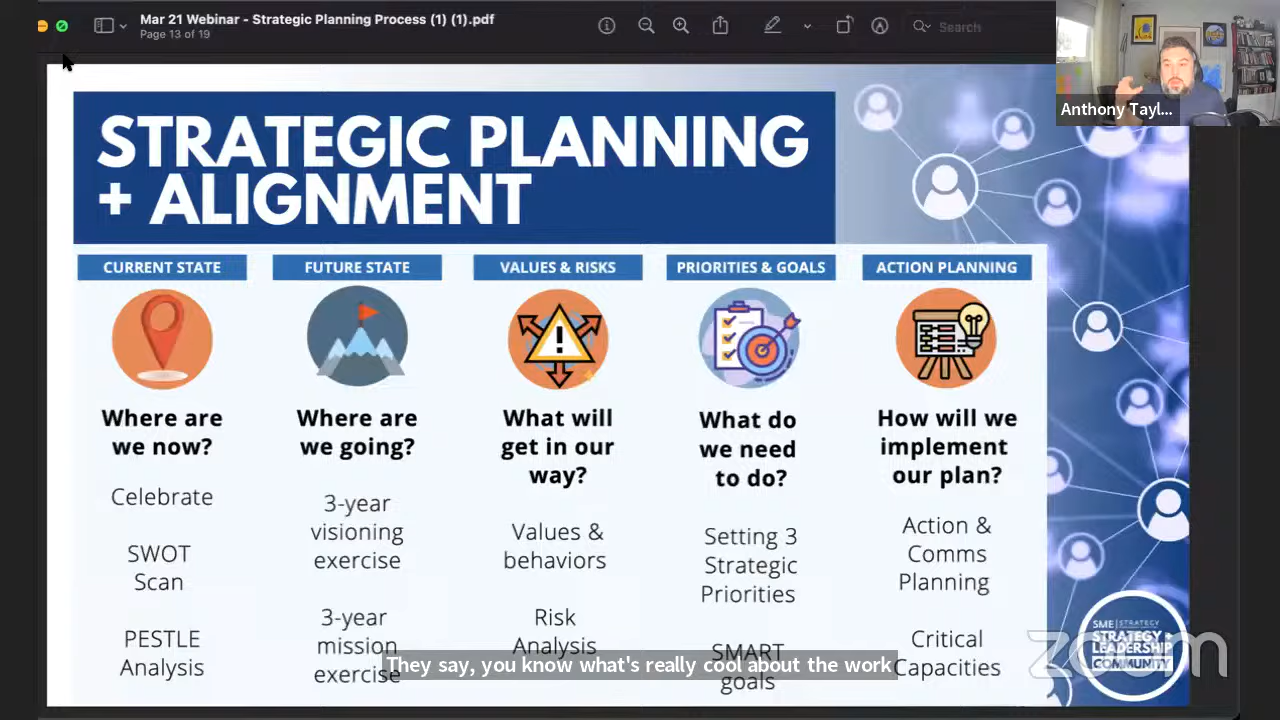 Mar 21 Webinar - Strategic Planning Process (1) (1).pdf
Page 13 of 19
Search
Anthony Tayl...
STRATEGIC PLANNING
+ ALIGNMENT
CURRENT STATE
Where are
we now?
Celebrate
SWOT
Scan
PESTLE
Analysis
FUTURE STATE
Where are
we going?
3-year
visioning
exercise
3-year
mission
exercise
VALUES & RISKS
What will
get in our
way?
Values &
behaviors
Risk
Analysis
PRIORITIES & GOALS
What do
we need
to do?
Setting 3
Strategic
Priorities
SMART
goals
ACTION PLANNING
How will we
implement
our plan?
Action &
Comms
Planning
Critical
Capacities
They say, you know what's really cool about the work
SME STRATEGY
STRATEGY +
LEADERSHIP
COMMUNITY
zoom